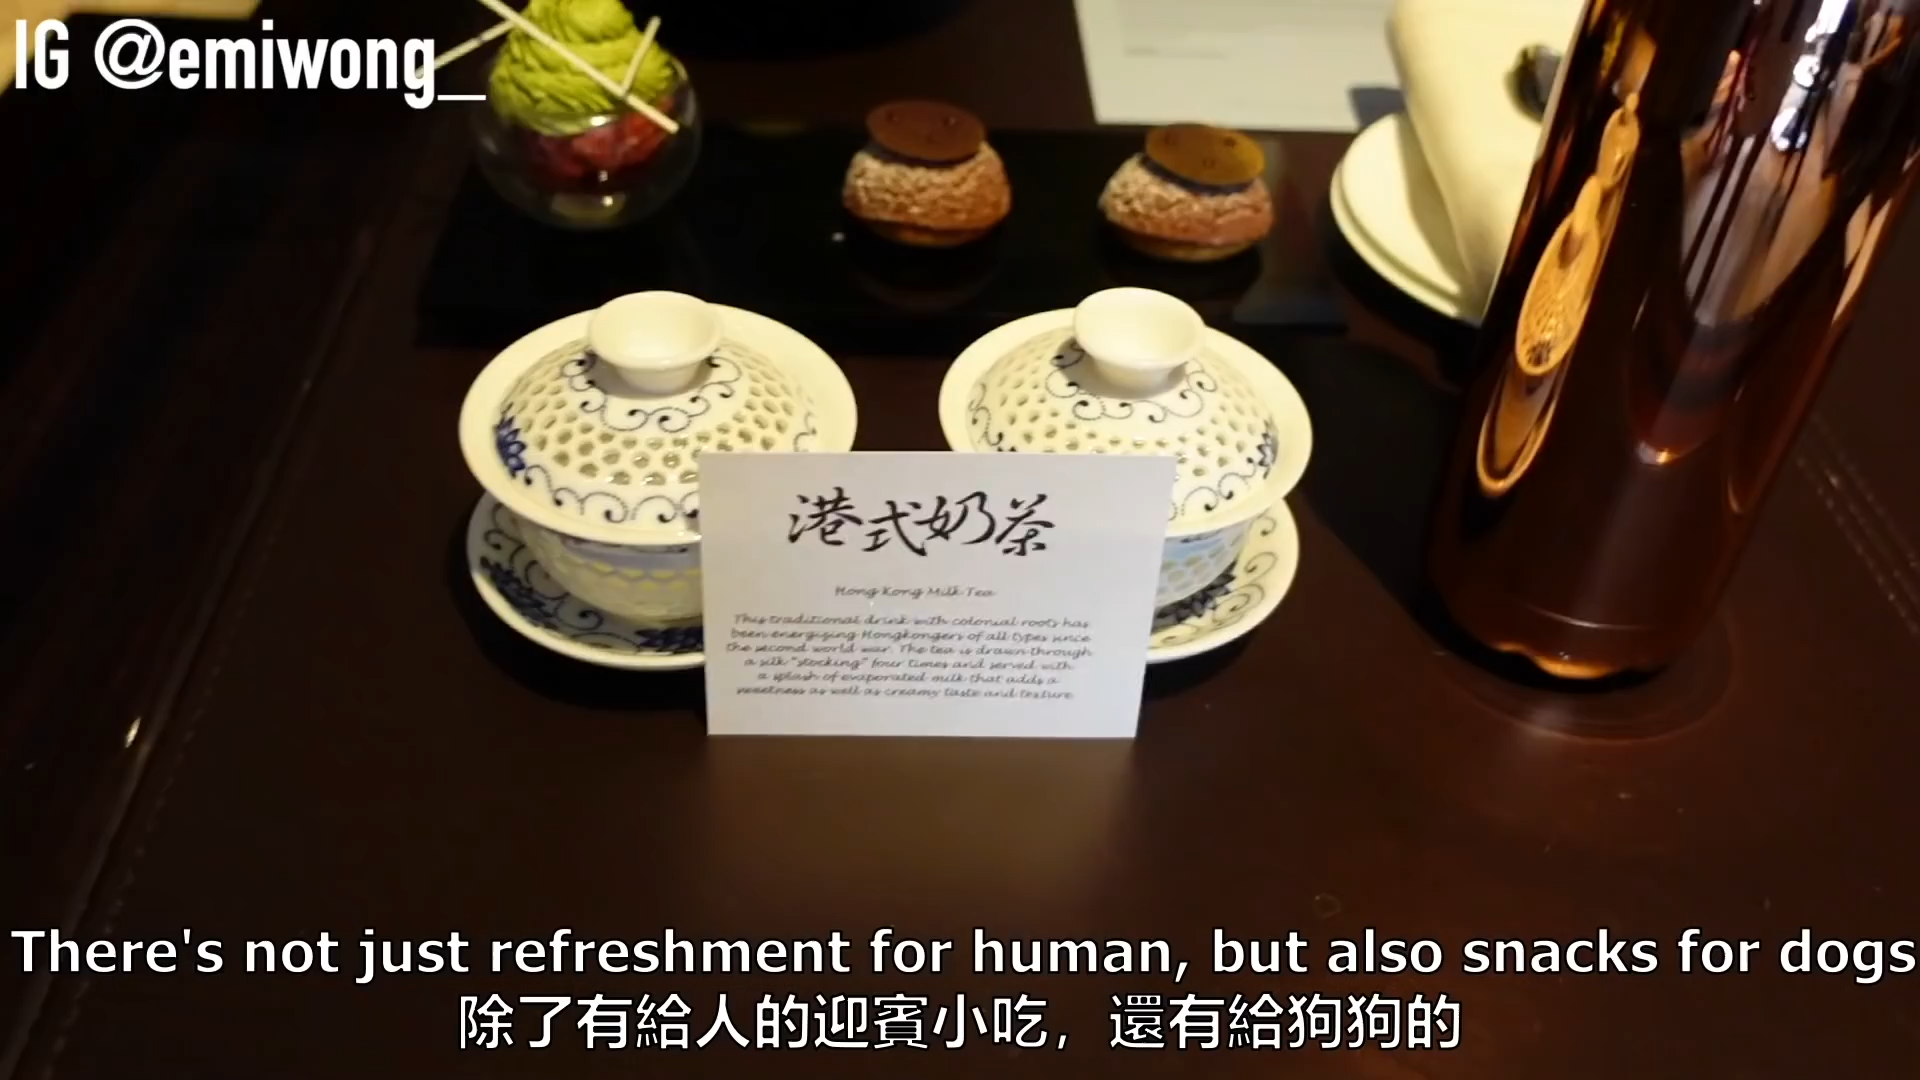 IG @emiwong_
港式奶茶
Hong Kong Milk Tea
This traditional drink with colonial roots has
been energizing Hongkongers of all types since
the second world war. The tea is drawn through
a silk "stocking" four times and served with
a splash of evaporated milk that adds a
sweetness as well as creamy taste and texture
There's not just refreshment for human, but also snacks for dogs
除了有給人的迎賓小吃，還有給狗狗的